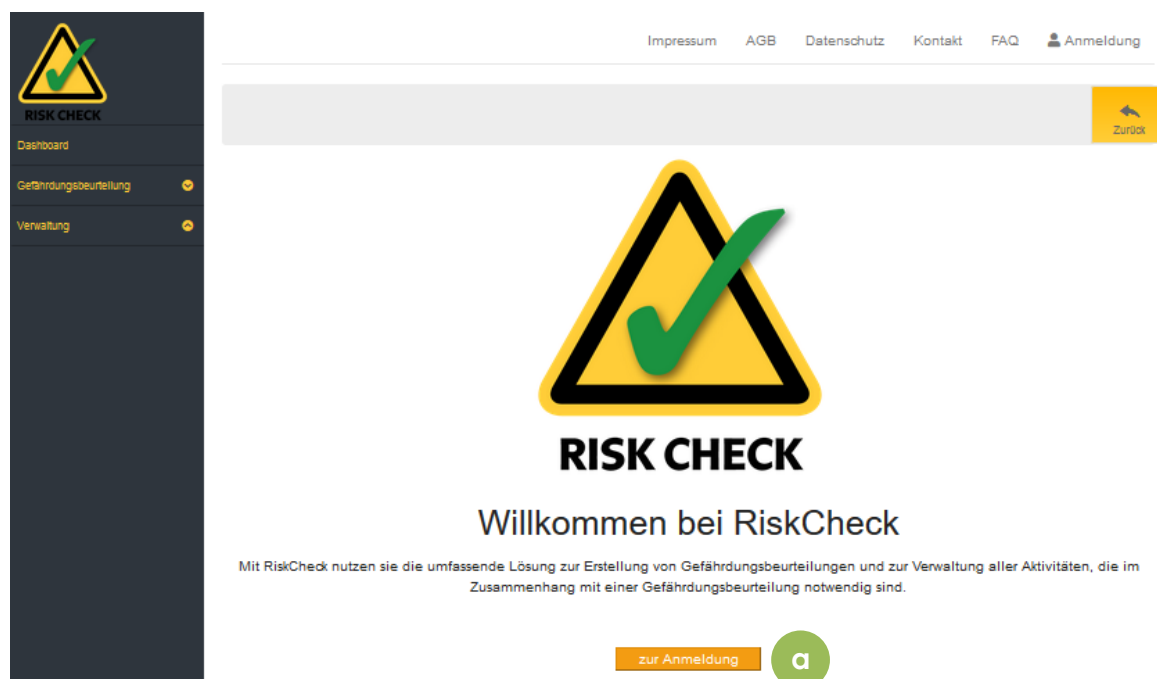 RISK CHECK
Dashboard
Gefährdungsbeurteilung
Verwaltung
Impressum AGB Datenschutz Kontakt FAQ Anmeldung
Zurück
RISK CHECK
Willkommen bei RiskCheck
Mit RiskCheck nutzen sie die umfassende Lösung zur Erstellung von Gefährdungsbeurteilungen und zur Verwaltung aller Aktivitäten, die im
Zusammenhang mit einer Gefährdungsbeurteilung notwendig sind.
zur Anmeldung
a